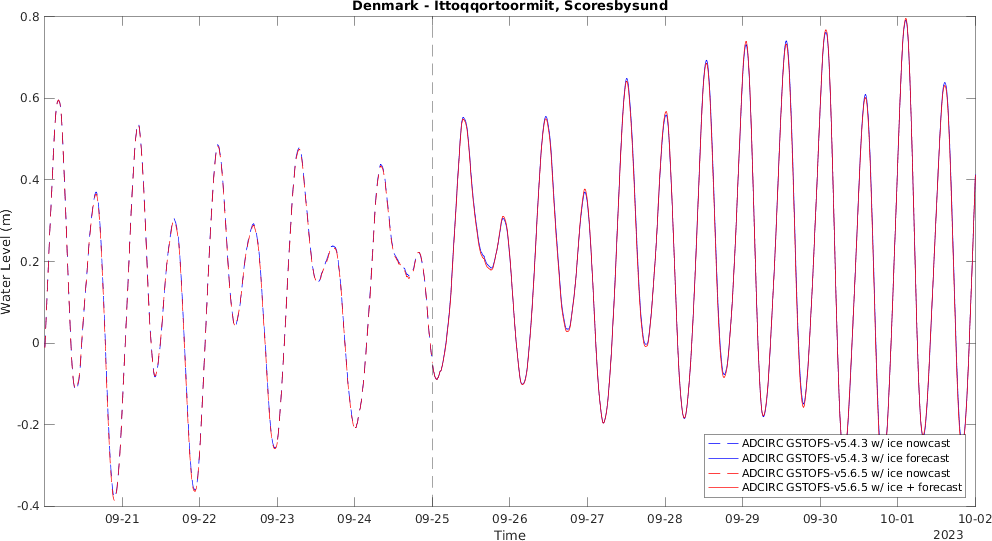 Denmark - Ittoqqortoormiit, Scoresbysund
0.8
0.6
0.4
0.2
0
-0.2
-0.4
Water Level (m)
ADCIRC GSTOFS-v5.4.3 w/ ice nowcast
ADCIRC GSTOFS-v5.4.3 w/ ice forecast
ADCIRC GSTOFS-v5.6.5 w/ ice nowcast
ADCIRC GSTOFS-v5.6.5 w/ ice + forecast
09-21 09-22 09-23 09-24 09-25 09-26 09-27 09-28 09-29 09-30 10-01 10-02
Time
2023